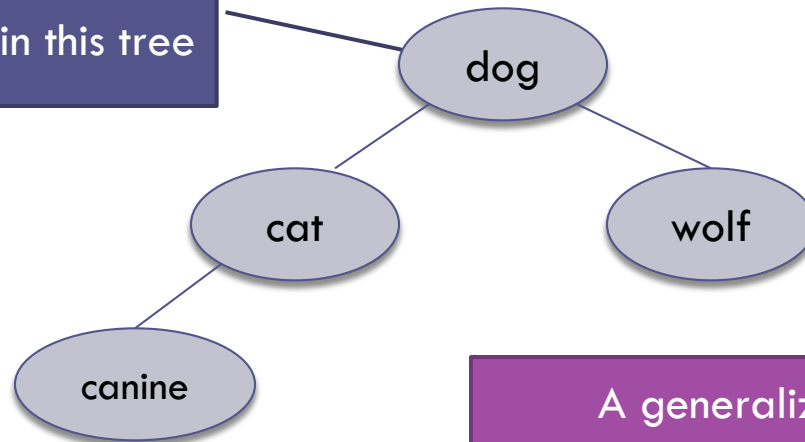 in this tree
dog
cat
wolf
canine
A generaliz